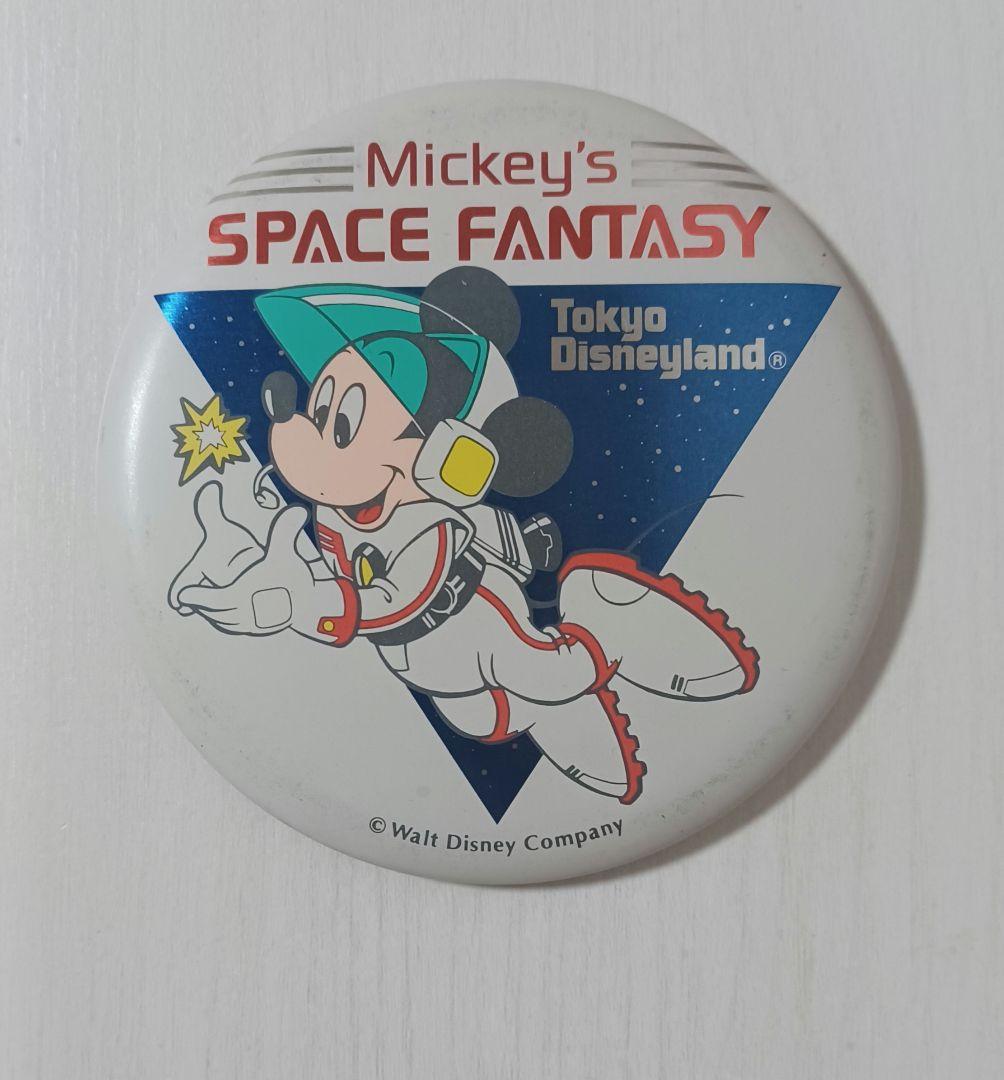 Mickey's
SPACE FANTASY
Tokyo
Disneyland®
© Walt Disney Company